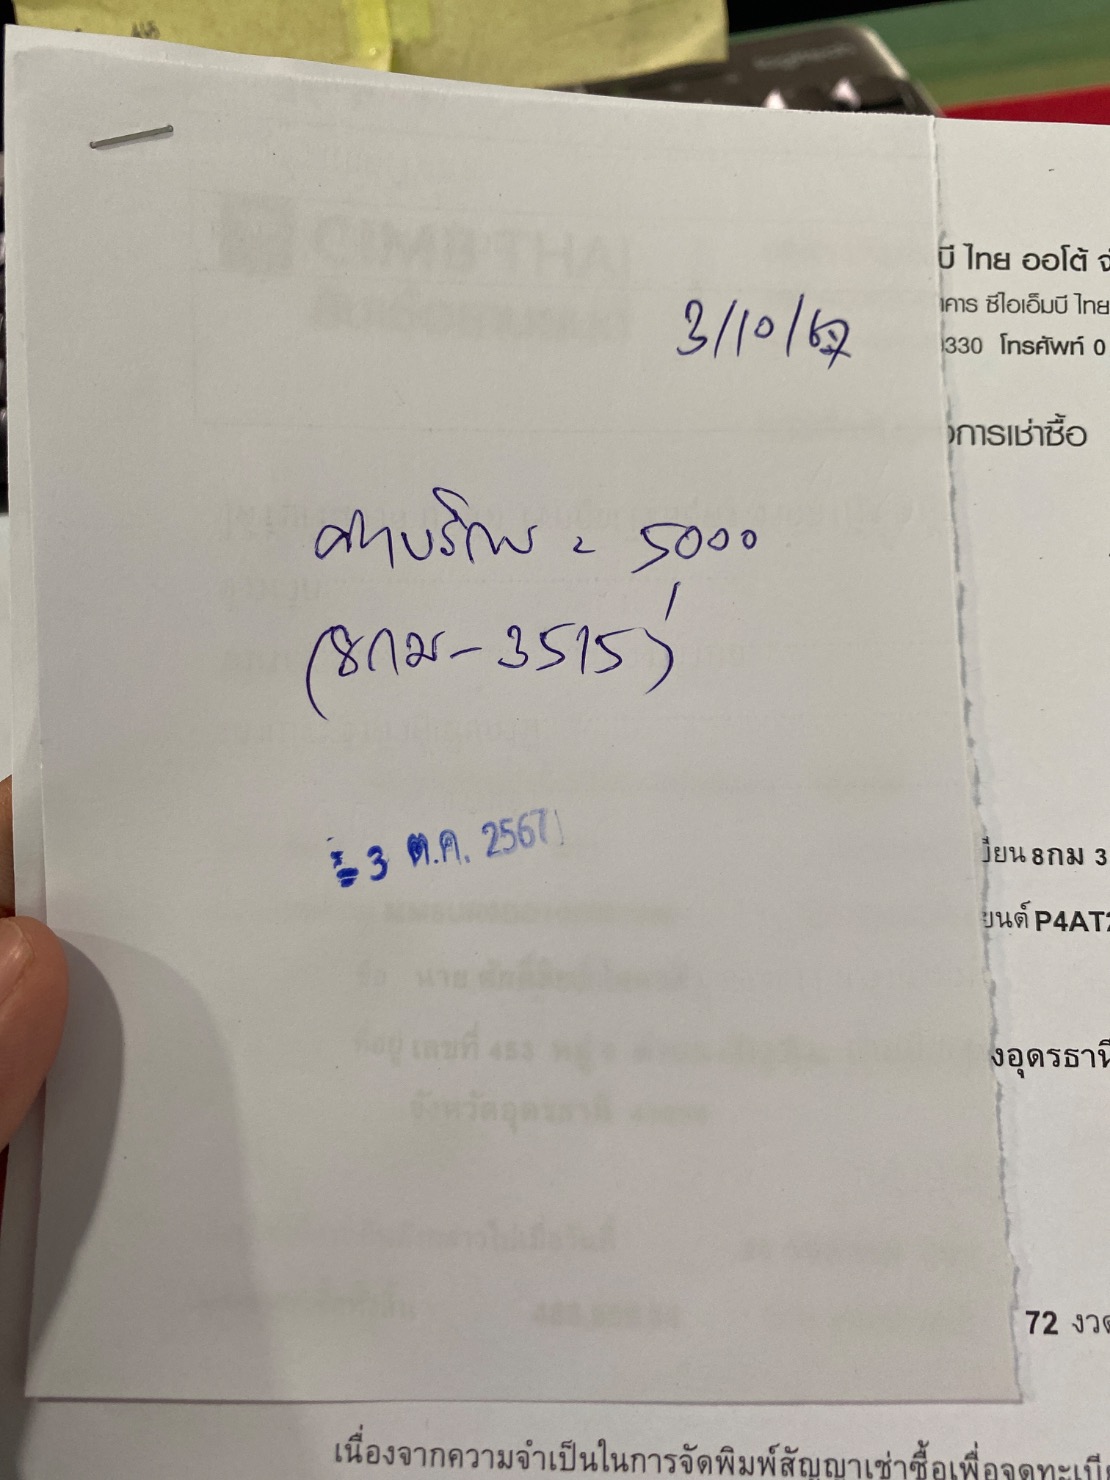 บี ไทย ออโต้ จ
าคาร ซีไอเอ็มบี ไทย
330 โทรศัพท์ 0
3/10/67
การเช่าซื้อ
ค่าบริการ = 5000
(8กม-3515)
3 ต.ค. 2567
เบียน 8กม 3
ยนต์ P4AT2
งอุดรธานี
72 งวด
เนื่องจากความจำเป็นในการจัดพิมพ์สัญญาเช่าซื้อเพื่อจดทะเบีย